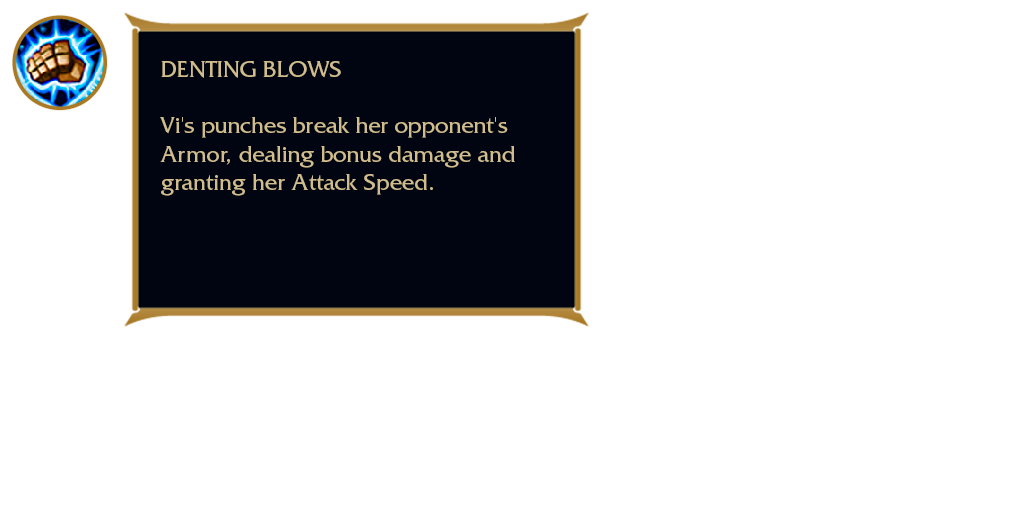 DENTING BLOWS
Vi's punches break her opponent's
Armor, dealing bonus damage and
granting her Attack Speed.